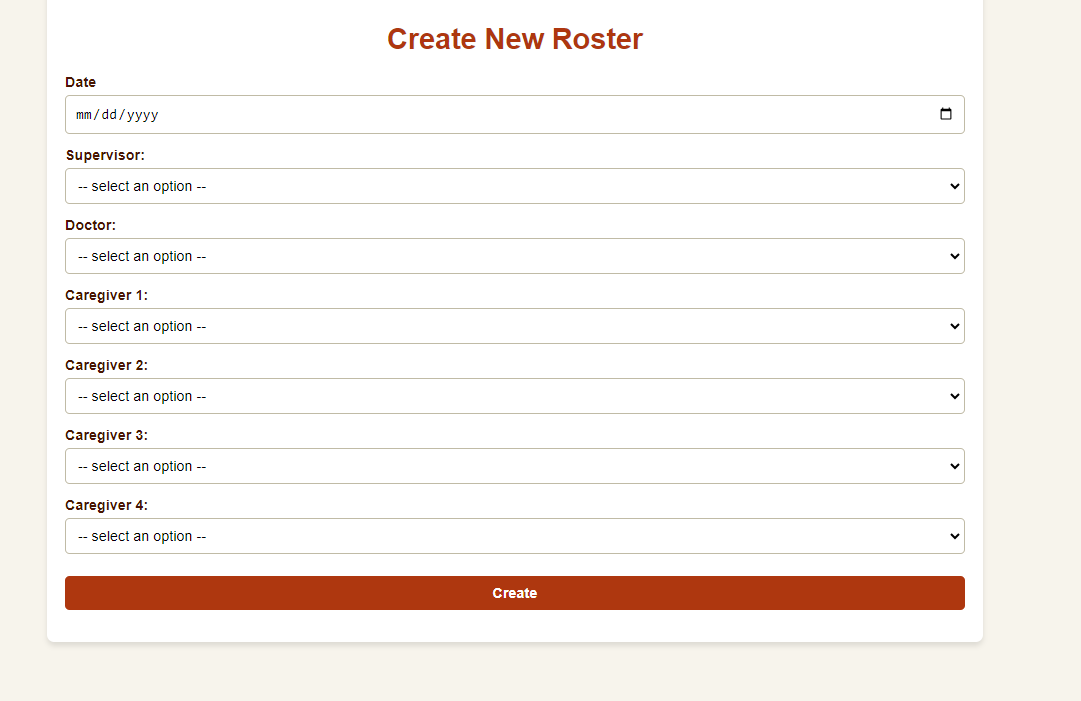 Create New Roster
Date
mm/dd/yyyy
Supervisor:
-- select an option --
Doctor:
-- select an option --
Caregiver 1:
-- select an option --
Caregiver 2:
-- select an option --
Caregiver 3:
-- select an option --
Caregiver 4:
-- select an option --
Create